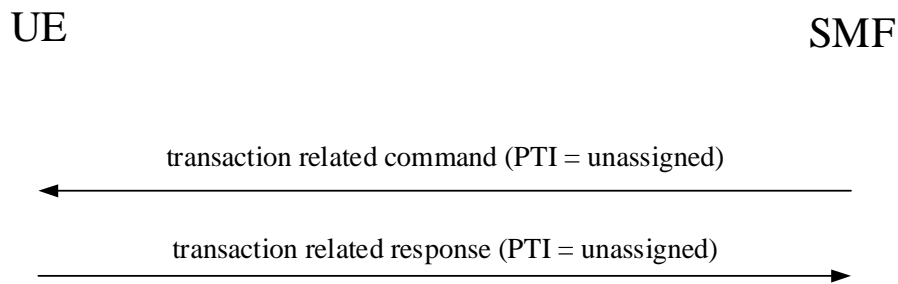 UE
SMF
transaction related command (PTI = unassigned)
transaction related response (PTI = unassigned)